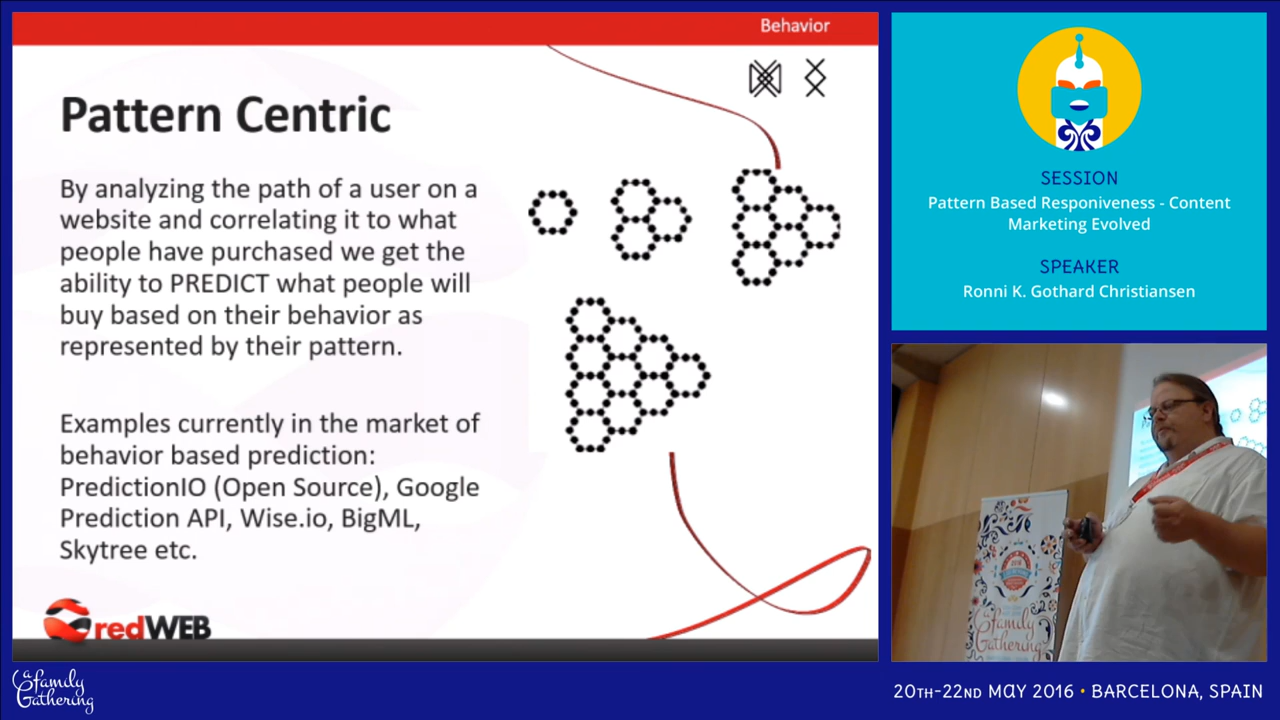 Behavior
Pattern Centric
By analyzing the path of a user on a
website and correlating it to what
people have purchased we get the
ability to PREDICT what people will
buy based on their behavior as
represented by their pattern.
Examples currently in the market of
behavior based prediction:
PredictionIO (Open Source), Google
Prediction API, Wise.io, BigML,
Skytree etc.
redWEB
SESSION
Pattern Based Responiveness - Content
Marketing Evolved
SPEAKER
Ronni K. Gothard Christiansen
a family
Gathering
a family
Gathering
20TH-22ND MAY 2016 • BARCELONA, SPAIN